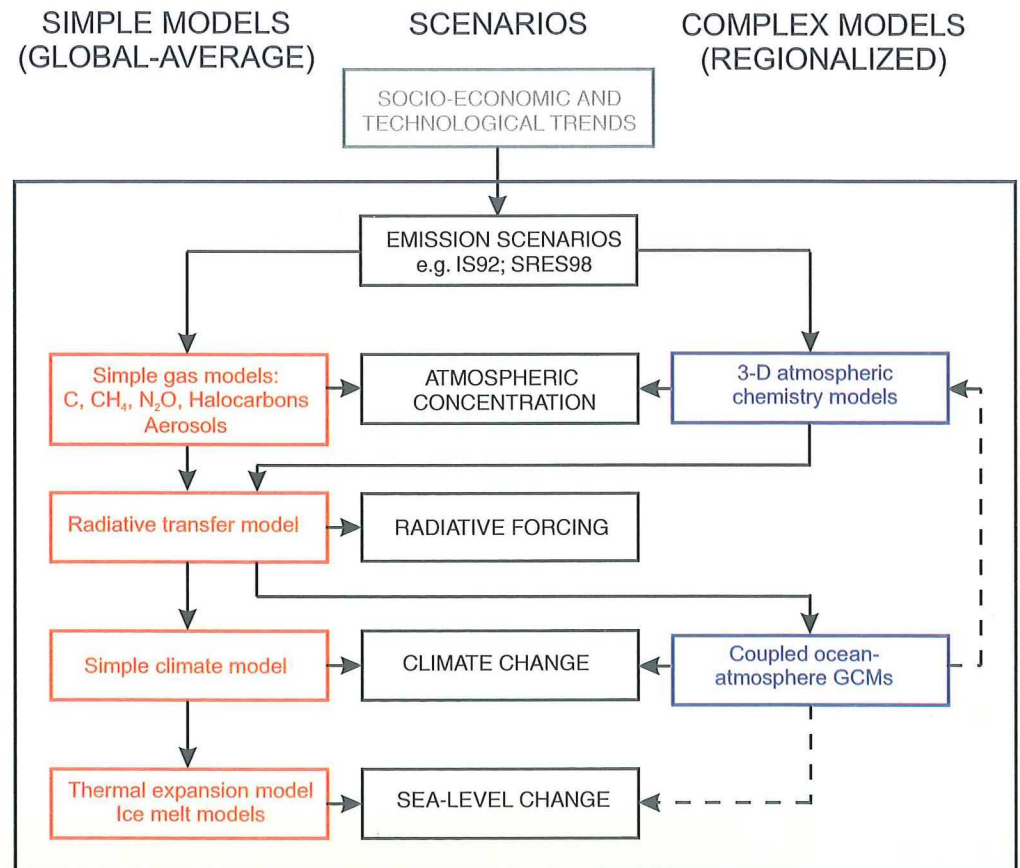 SIMPLE MODELS
(GLOBAL-AVERAGE)
SCENARIOS
COMPLEX MODELS
(REGIONALIZED)
SOCIO-ECONOMIC AND
TECHNOLOGICAL TRENDS
EMISSION SCENARIOS
e.g. IS92; SRES98
Simple gas models:
C, CH₄, N₂O, Halocarbons
Aerosols
ATMOSPHERIC
CONCENTRATION
3-D atmospheric
chemistry models
Radiative transfer model
RADIATIVE FORCING
Simple climate model
CLIMATE CHANGE
Coupled ocean-
atmosphere GCMs
Thermal expansion model
Ice melt models
SEA-LEVEL CHANGE